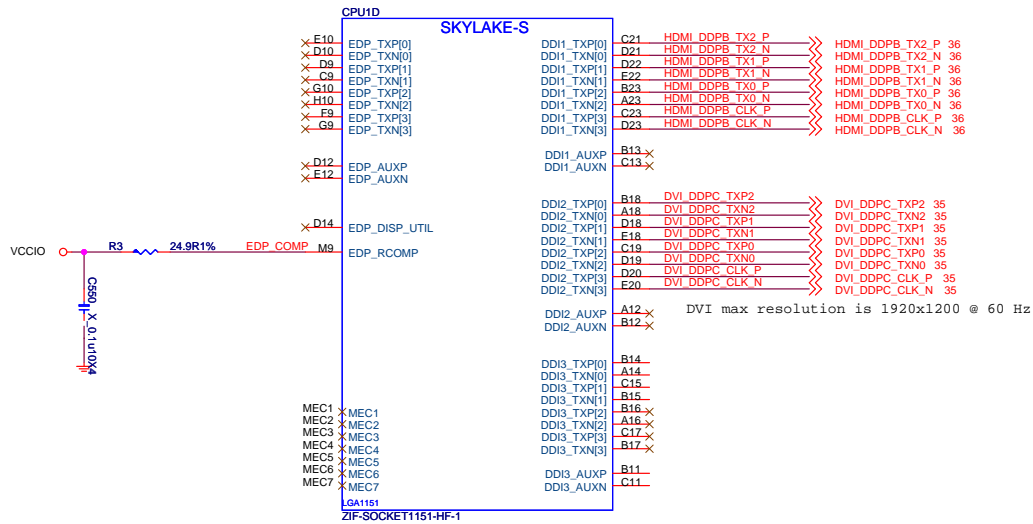 CPU1D
SKYLAKE-S
E10 EDP_TXP[0]
D10 EDP_TXN[0]
D9 EDP_TXP[1]
C9 EDP_TXN[1]
G10 EDP_TXP[2]
H10 EDP_TXN[2]
F9 EDP_TXP[3]
G9 EDP_TXN[3]
D12 EDP_AUXP
E12 EDP_AUXN
D14 EDP_DISP_UTIL
VCCIO R3 24.9R1% EDP_COMP M9 EDP_RCOMP
C550 X_0.1u10X4
MEC1 MEC1
MEC2 MEC2
MEC3 MEC3
MEC4 MEC4
MEC5 MEC5
MEC6 MEC6
MEC7 MEC7
DDI1_TXP[0] C21 HDMI_DDPB_TX2_P HDMI_DDPB_TX2_P 36
DDI1_TXN[0] D21 HDMI_DDPB_TX2_N HDMI_DDPB_TX2_N 36
DDI1_TXP[1] D22 HDMI_DDPB_TX1_P HDMI_DDPB_TX1_P 36
DDI1_TXN[1] E22 HDMI_DDPB_TX1_N HDMI_DDPB_TX1_N 36
DDI1_TXP[2] B23 HDMI_DDPB_TX0_P HDMI_DDPB_TX0_P 36
DDI1_TXN[2] A23 HDMI_DDPB_TX0_N HDMI_DDPB_TX0_N 36
DDI1_TXP[3] C23 HDMI_DDPB_CLK_P HDMI_DDPB_CLK_P 36
DDI1_TXN[3] D23 HDMI_DDPB_CLK_N HDMI_DDPB_CLK_N 36
DDI1_AUXP B13
DDI1_AUXN C13
DDI2_TXP[0] B18 DVI_DDPC_TXP2 DVI_DDPC_TXP2 35
DDI2_TXN[0] A18 DVI_DDPC_TXN2 DVI_DDPC_TXN2 35
DDI2_TXP[1] D18 DVI_DDPC_TXP1 DVI_DDPC_TXP1 35
DDI2_TXN[1] E18 DVI_DDPC_TXN1 DVI_DDPC_TXN1 35
DDI2_TXP[2] C19 DVI_DDPC_TXP0 DVI_DDPC_TXP0 35
DDI2_TXN[2] D19 DVI_DDPC_TXN0 DVI_DDPC_TXN0 35
DDI2_TXP[3] D20 DVI_DDPC_CLK_P DVI_DDPC_CLK_P 35
DDI2_TXN[3] E20 DVI_DDPC_CLK_N DVI_DDPC_CLK_N 35
DVI max resolution is 1920x1200 @ 60 Hz
DDI2_AUXP A12
DDI2_AUXN B12
DDI3_TXP[0] B14
DDI3_TXN[0] A14
DDI3_TXP[1] C15
DDI3_TXN[1] B15
DDI3_TXP[2] B16
DDI3_TXN[2] A16
DDI3_TXP[3] C17
DDI3_TXN[3] B17
DDI3_AUXP B11
DDI3_AUXN C11
LGA1151
ZIF-SOCKET1151-HF-1